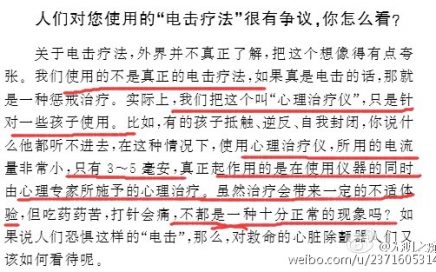 人们对您使用的“电击疗法”很有争议,你怎么看?
关于电击疗法,外界并不真正了解,把这个想像得有点夸
张。我们使用的不是真正的电击疗法,如果真是电击的话,那就
是一种惩戒治疗。实际上,我们把这个叫“心理治疗仪”,只是针
对一些孩子使用。比如,有的孩子抵触、逆反、自我封闭,你说什
么他都听不进去,在这种情况下,使用心理治疗仪,所用的电流
量非常小,只有3~5毫安,真正起作用的是在使用仪器的同时
由心理专家所施予的心理治疗。虽然治疗会带来一定的不适体
验,但吃药药苦,打针会痛,不都是一种十分正常的现象吗?如
果说人们恐惧这样的“电击”,那么,对救命的心脏除颤器人们又
该如何看待呢。
weibo.com/u/2371605314